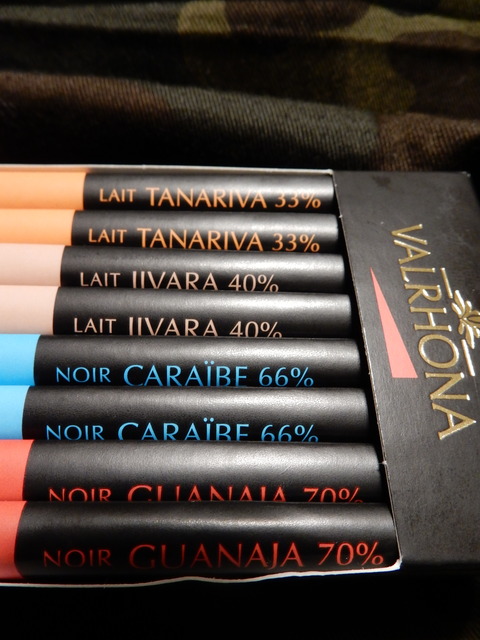 LAIT TANARIVA 33%
LAIT TANARIVA 33%
LAIT JIVARA 40%
LAIT JIVARA 40%
NOIR CARAÏBE 66%
NOIR CARAÏBE 66%
NOIR GUANAJA 70%
NOIR GUANAJA 70%
VALRHONA